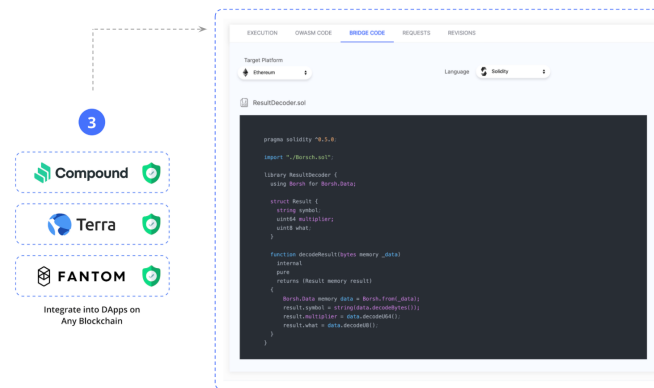 EXECUTION OWASM CODE BRIDGE CODE REQUESTS REVISIONS
Target Platform
Ethereum
Language
Solidity
ResultDecoder.sol
pragma solidity ^0.5.0;
import "./Borsch.sol";
library ResultDecoder {
using Borsh for Borsh.Data;
struct Result {
string symbol;
uint64 multiplier;
uint8 what;
}
function decodeResult(bytes memory _data)
internal
pure
returns (Result memory result)
{
Borsh.Data memory data = Borsh.from(_data);
result.symbol = string(data.decodeBytes());
result.multiplier = data.decodeU64();
result.what = data.decodeU8();
}
}
3
Compound
Terra
FANTOM
Integrate into DApps on
Any Blockchain